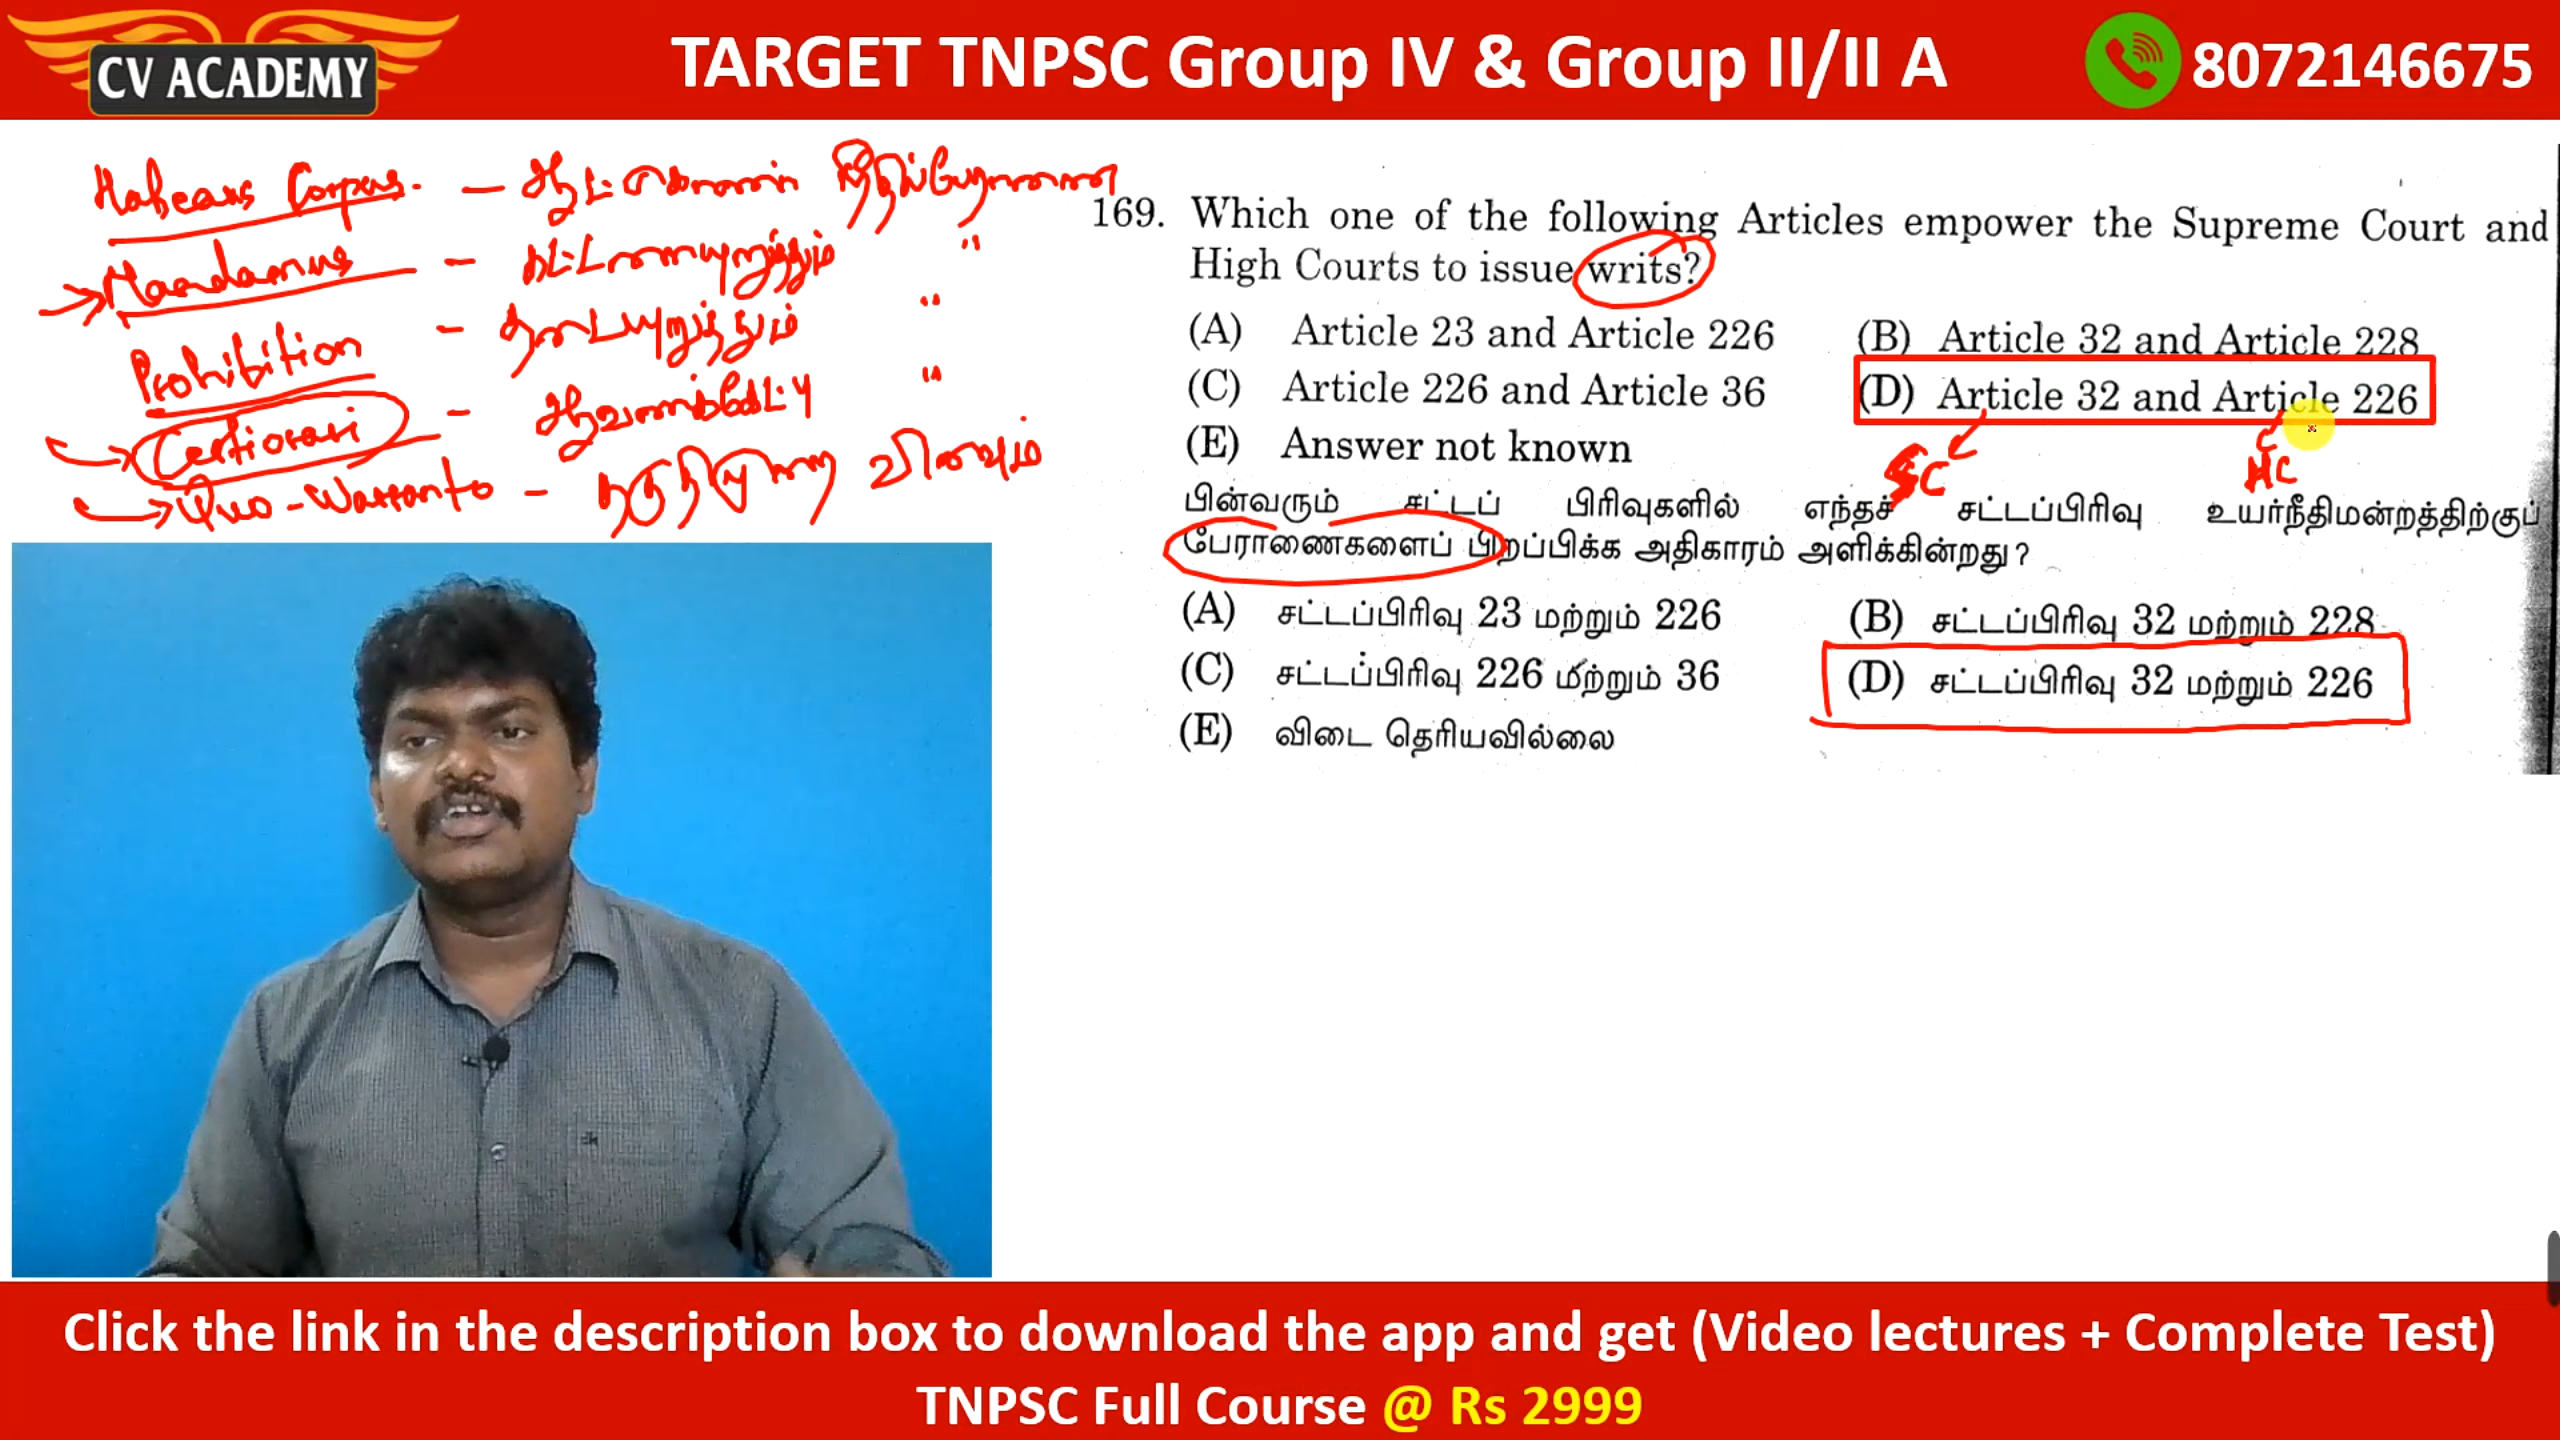 CV ACADEMY
TARGET TNPSC Group IV & Group II/II A
8072146675
Habeaus Corpus. - ஆட்கொணர் நீதிப்பேராணை
Mandamus - கட்டளையுறுத்தும் "
Prohibition - தடையுறுத்தும் "
Certiorari - ஆவணக்கேட்பு "
Quo-Warranto - தகுதிமுறை வினவும்
169. Which one of the following Articles empower the Supreme Court and
High Courts to issue writs?
(A) Article 23 and Article 226
(B) Article 32 and Article 228
(C) Article 226 and Article 36
(D) Article 32 and Article 226
(E) Answer not known
SC
HC
பின்வரும் சட்டப் பிரிவுகளில் எந்தச் சட்டப்பிரிவு உயர்நீதிமன்றத்திற்குப்
பேராணைகளைப் பிறப்பிக்க அதிகாரம் அளிக்கின்றது?
(A) சட்டப்பிரிவு 23 மற்றும் 226
(B) சட்டப்பிரிவு 32 மற்றும் 228
(C) சட்டப்பிரிவு 226 மற்றும் 36
(D) சட்டப்பிரிவு 32 மற்றும் 226
(E) விடை தெரியவில்லை
Click the link in the description box to download the app and get (Video lectures + Complete Test)
TNPSC Full Course @ Rs 2999